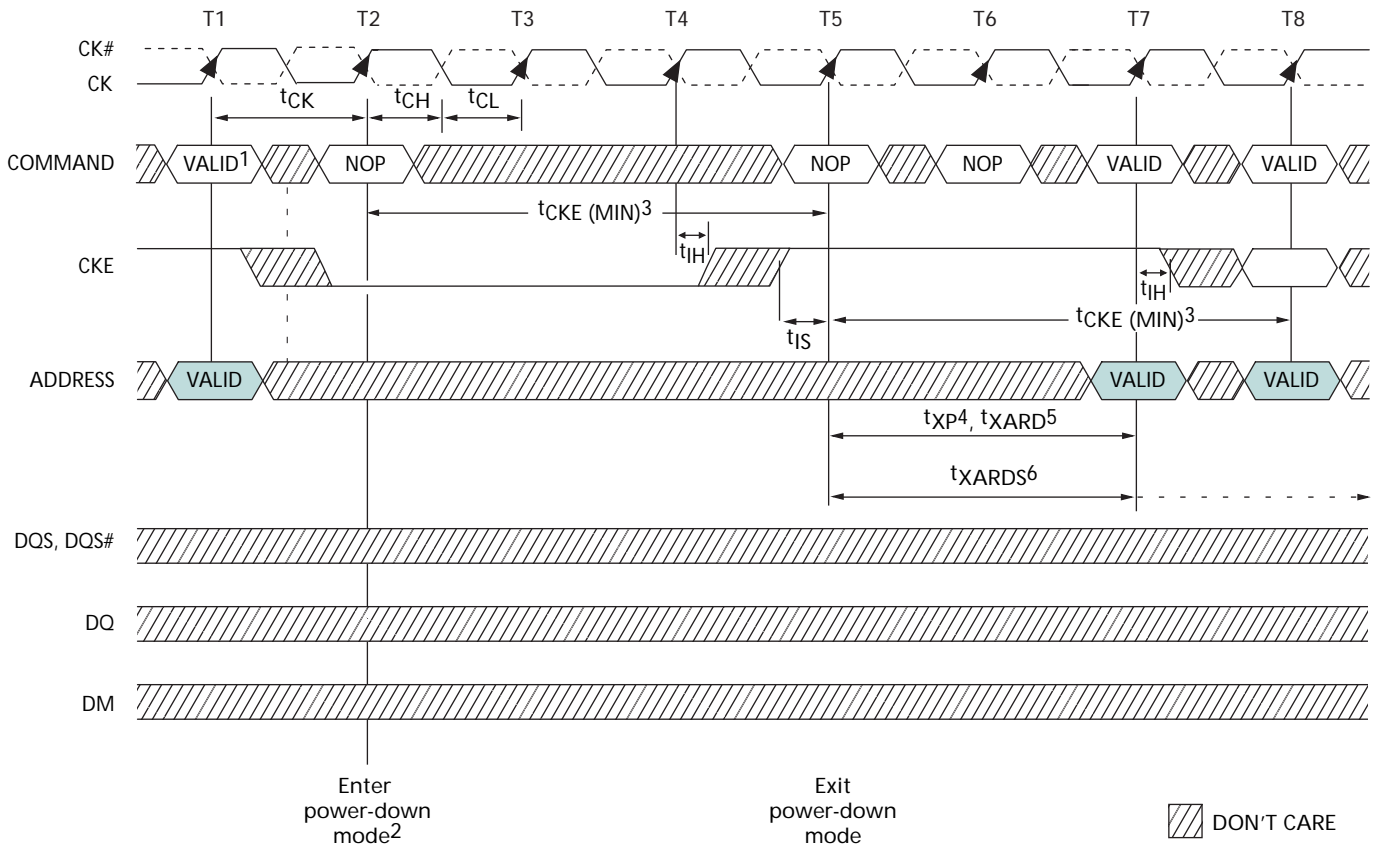 T1 T2 T3 T4 T5 T6 T7 T8
CK#
CK
tCK tCH tCL
COMMAND VALID1 NOP NOP NOP VALID VALID
tCKE (MIN)3
CKE tIH tIH
tIS tCKE (MIN)3
ADDRESS VALID VALID VALID
tXP4, tXARD5
tXARDS6
DQS, DQS#
DQ
DM
Enter
power-down
mode2
Exit
power-down
mode
DON'T CARE